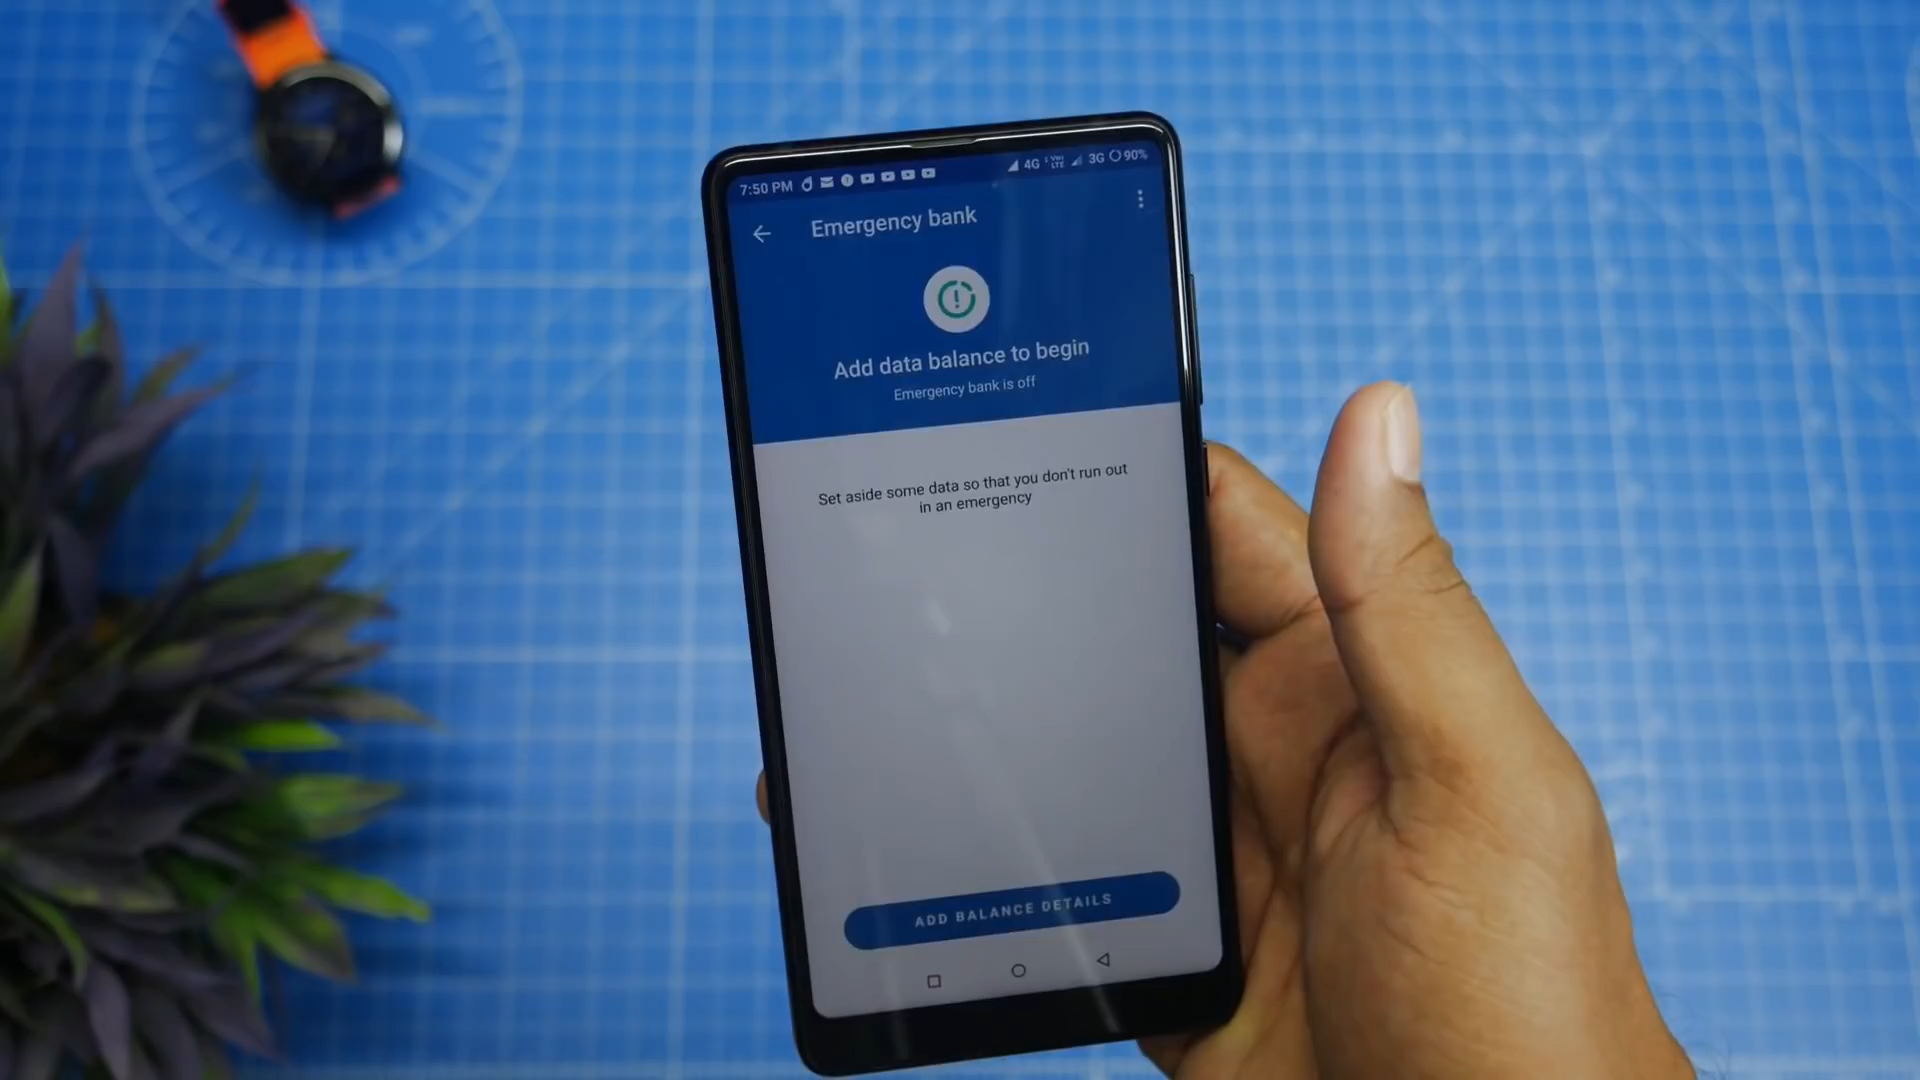 7:50 PM 4G LTE 3G 90%
Emergency bank
Add data balance to begin
Emergency bank is off
Set aside some data so that you don't run out
in an emergency
ADD BALANCE DETAILS